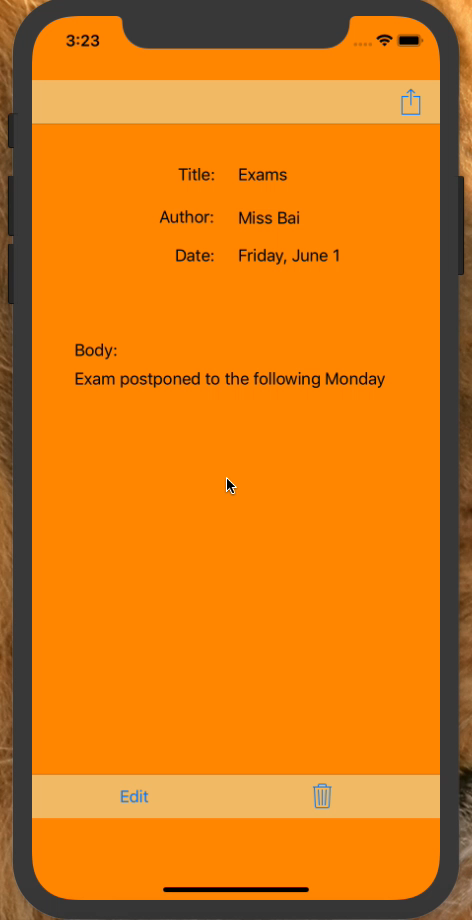 3:23
Title: Exams
Author: Miss Bai
Date: Friday, June 1
Body:
Exam postponed to the following Monday
Edit